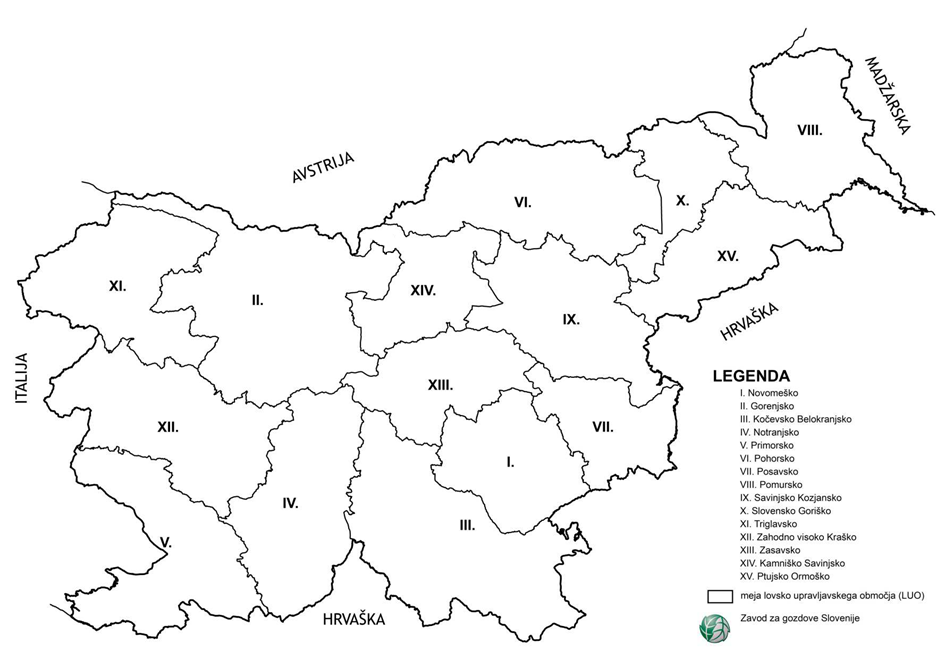 MADŽARSKA
VIII.
AVSTRIJA
VI.
X.
XV.
XI.
II.
XIV.
IX.
HRVAŠKA
ITALIJA
XIII.
XII.
VII.
I.
IV.
III.
V.
HRVAŠKA
LEGENDA
I. Novomeško
II. Gorenjsko
III. Kočevsko Belokranjsko
IV. Notranjsko
V. Primorsko
VI. Pohorsko
VII. Posavsko
VIII. Pomursko
IX. Savinjsko Kozjansko
X. Slovensko Goriško
XI. Triglavsko
XII. Zahodno visoko Kraško
XIII. Zasavsko
XIV. Kamniško Savinjsko
XV. Ptujsko Ormoško
meja lovsko upravljavskega območja (LUO)
Zavod za gozdove Slovenije